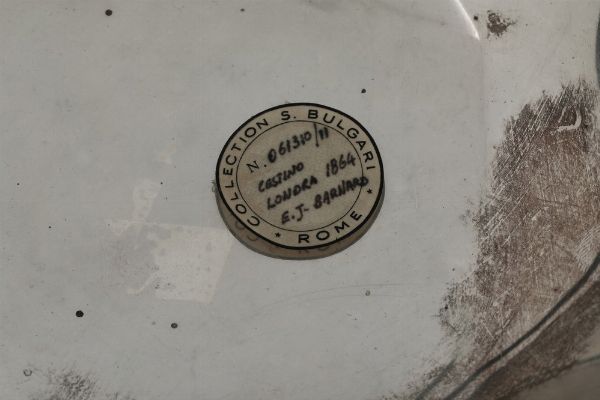 COLLECTION S. BULGARI
N. 061310/11
CESTINO
LONDRA 1864
E.J. BARNARD
* ROME *